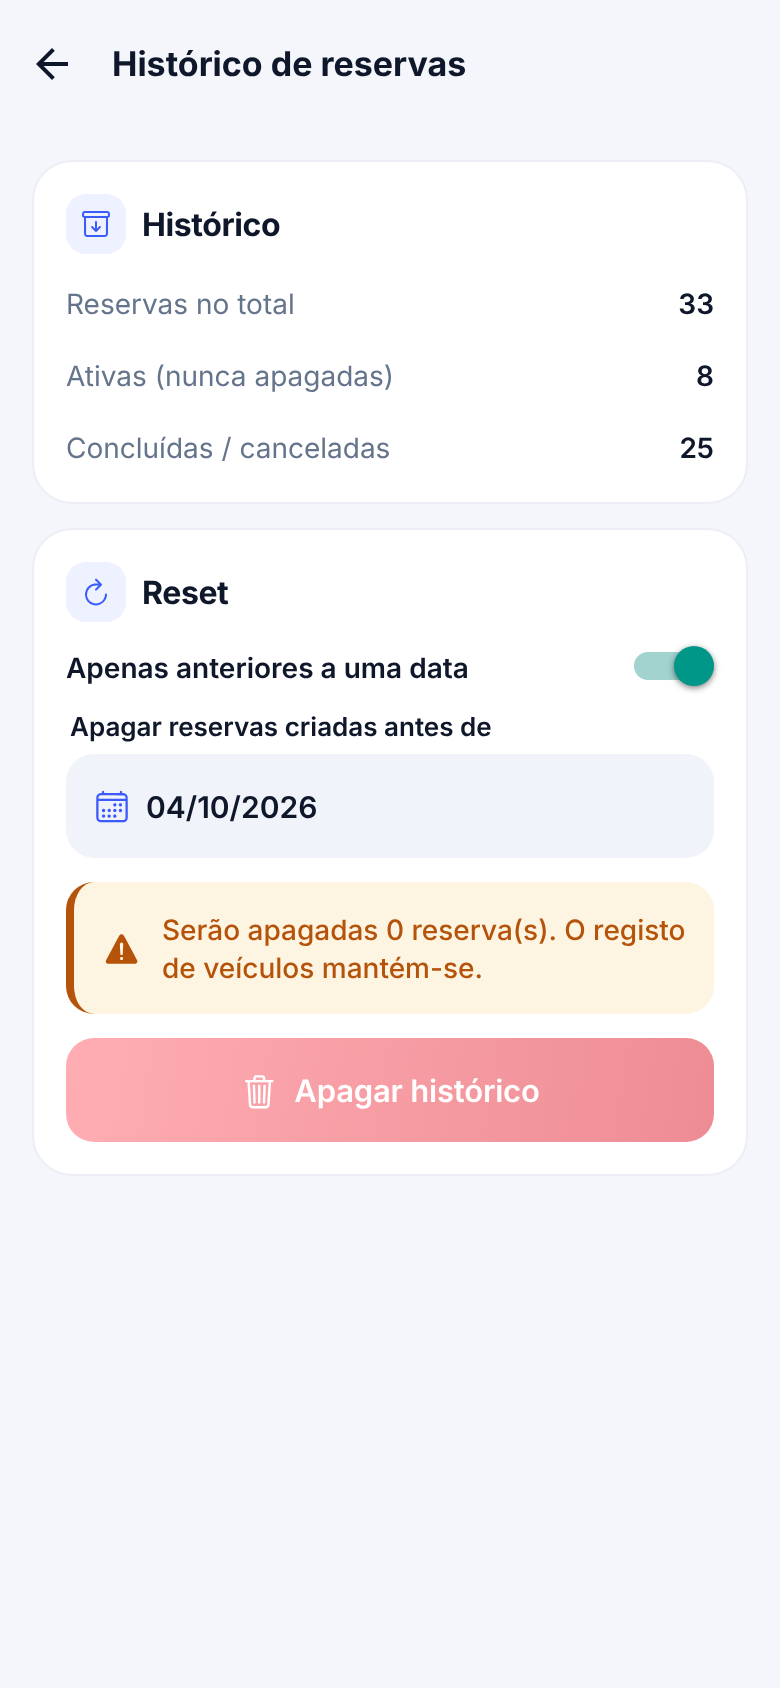 Histórico de reservas
Histórico
Reservas no total 33
Ativas (nunca apagadas) 8
Concluídas / canceladas 25
Reset
Apenas anteriores a uma data
Apagar reservas criadas antes de
04/10/2026
Serão apagadas 0 reserva(s). O registo
de veículos mantém-se.
Apagar histórico